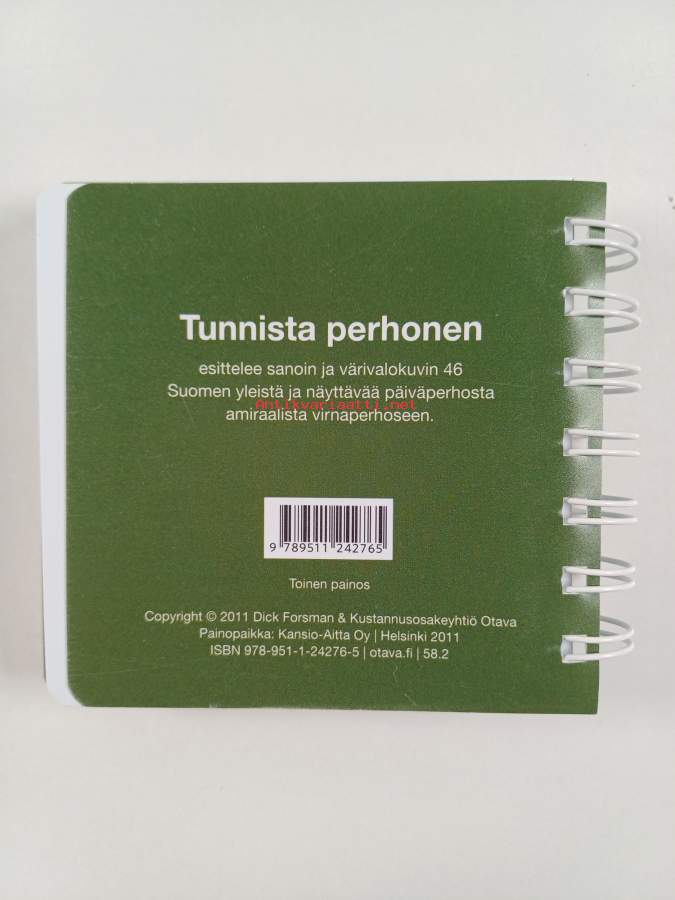 Tunnista perhonen
esittelee sanoin ja värivalokuvin 46
Suomen yleistä ja näyttävää päiväperhosta
Antikvariaatti.net
amiraalista virnaperhoseen.
9 789511 242765
Toinen painos
Copyright © 2011 Dick Forsman & Kustannusosakeyhtiö Otava
Painopaikka: Kansio-Aitta Oy | Helsinki 2011
ISBN 978-951-1-24276-5 | otava.fi | 58.2